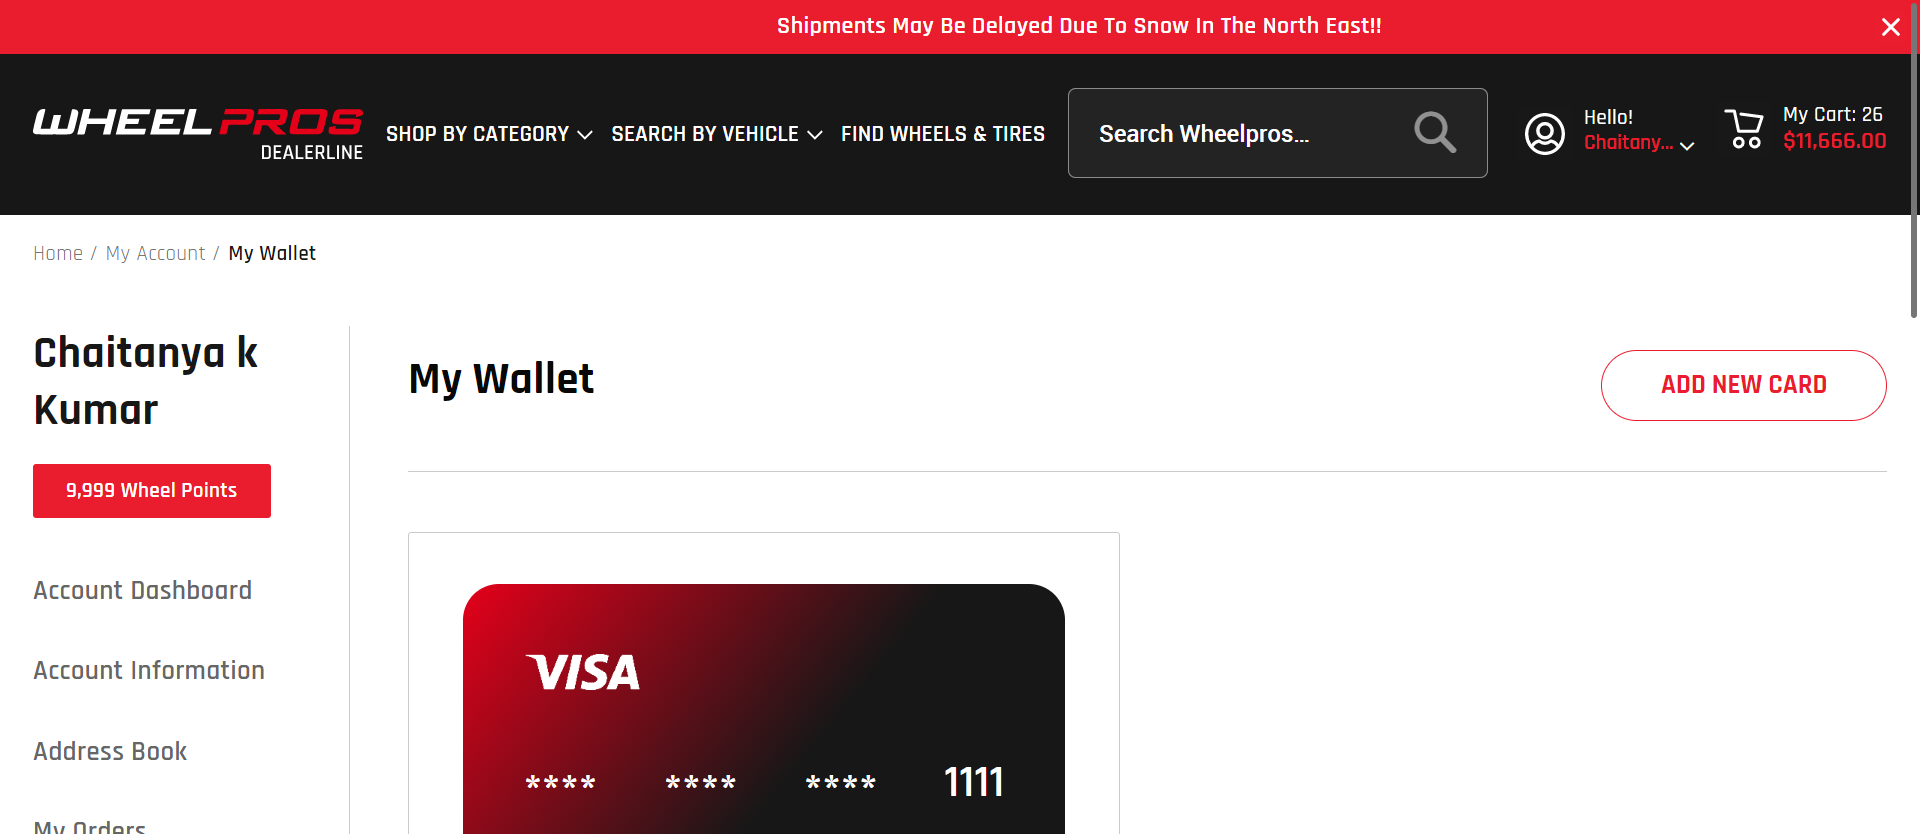 Shipments May Be Delayed Due To Snow In The North East!!
WHEEL PROS
DEALERLINE
SHOP BY CATEGORY
SEARCH BY VEHICLE
FIND WHEELS & TIRES
Search Wheelpros...
Hello!
Chaitany...
My Cart: 26
$11,666.00
Home / My Account / My Wallet
Chaitanya k
Kumar
9,999 Wheel Points
Account Dashboard
Account Information
Address Book
My Orders
My Wallet
ADD NEW CARD
VISA
**** **** **** 1111